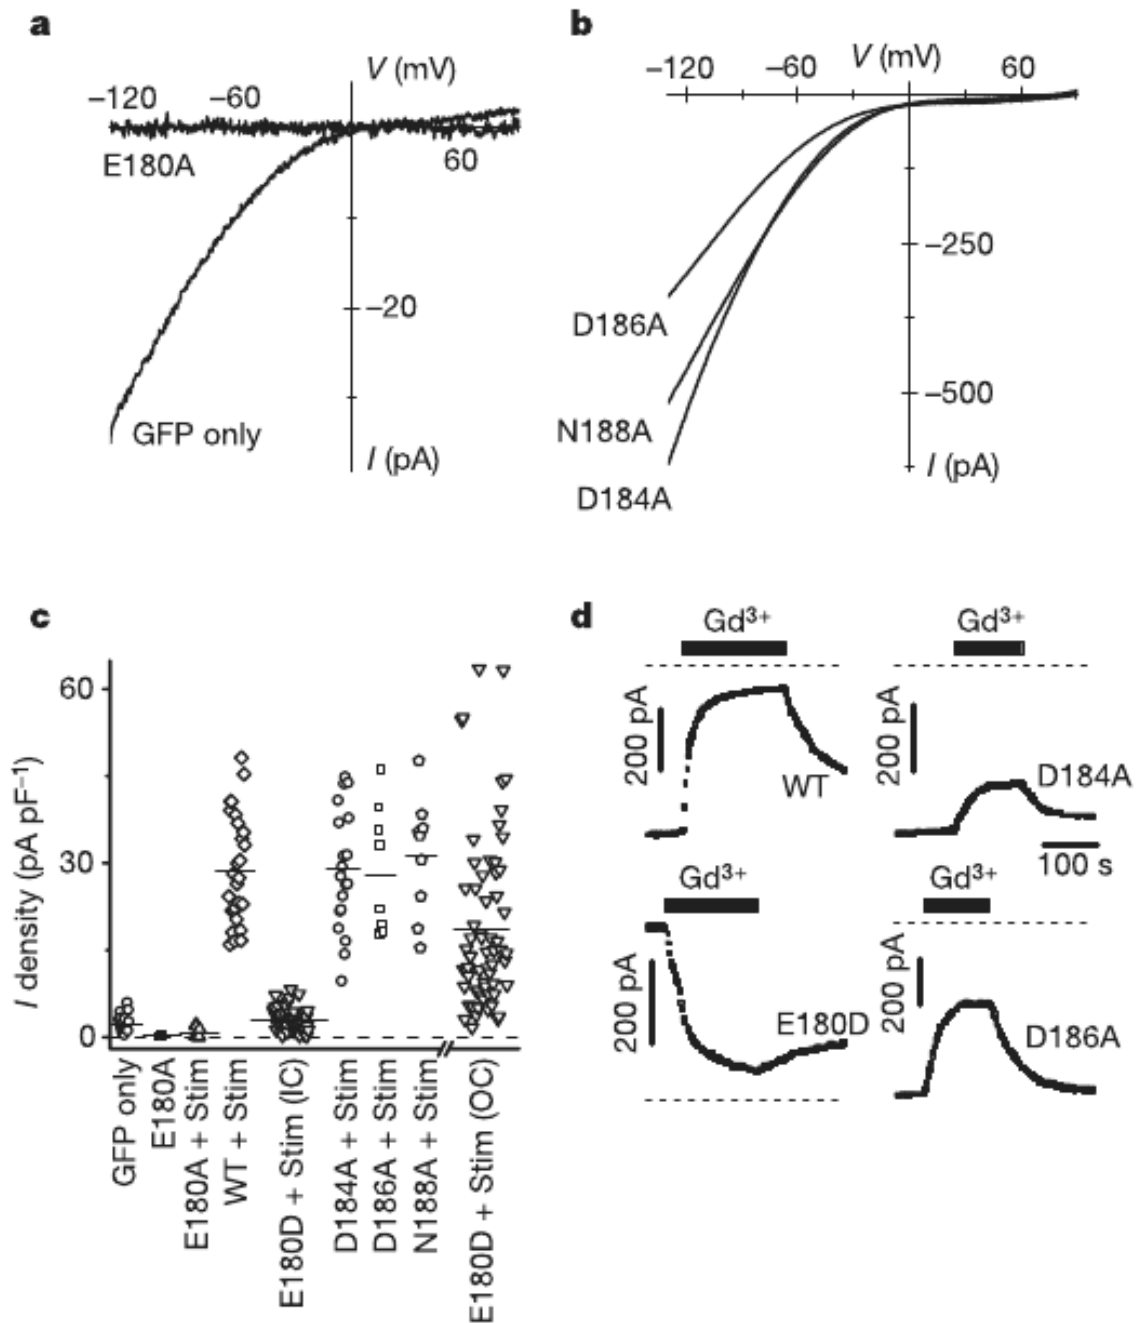 a
V (mV)
−120
−60
E180A
60
−20
GFP only
I (pA)
b
V (mV)
−120
−60
60
−250
D186A
N188A
−500
D184A
I (pA)
c
I density (pA pF⁻¹)
60
30
0
GFP only
E180A
E180A + Stim
WT + Stim
E180D + Stim (IC)
D184A + Stim
D186A + Stim
N188A + Stim
E180D + Stim (OC)
d
Gd³⁺
200 pA
WT
Gd³⁺
200 pA
D184A
100 s
Gd³⁺
200 pA
E180D
Gd³⁺
200 pA
D186A